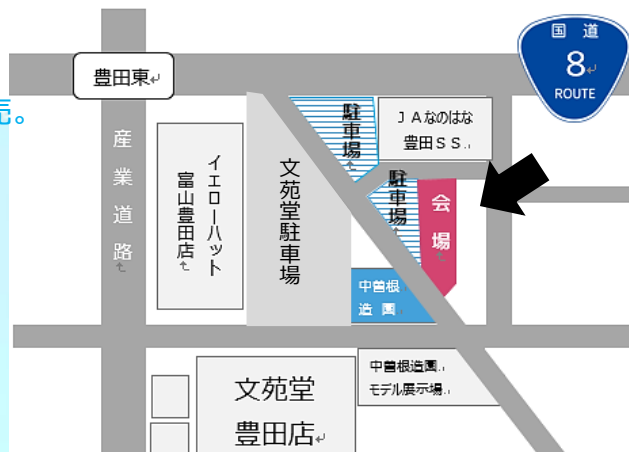 国道
8
ROUTE
豊田東
売。
産業道路
イエローハット
富山豊田店
文苑堂駐車場
駐車場
ＪＡなのはな
豊田ＳＳ
駐車場
会場
中曽根
造園
中曽根造園
モデル展示場
文苑堂
豊田店